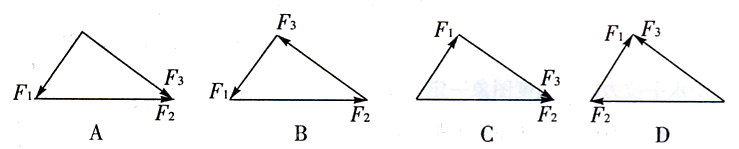 F₁ F₃ F₂
A
F₃ F₁ F₂
B
F₁ F₃ F₂
C
F₁ F₃ F₂
D